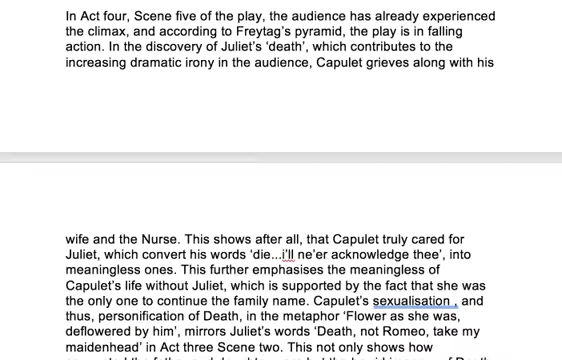 In Act four, Scene five of the play, the audience has already experienced
the climax, and according to Freytag's pyramid, the play is in falling
action. In the discovery of Juliet's 'death', which contributes to the
increasing dramatic irony in the audience, Capulet grieves along with his
wife and the Nurse. This shows after all, that Capulet truly cared for
Juliet, which convert his words 'die...i'll ne'er acknowledge thee', into
meaningless ones. This further emphasises the meaningless of
Capulet's life without Juliet, which is supported by the fact that she was
the only one to continue the family name. Capulet's sexualisation , and
thus, personification of Death, in the metaphor 'Flower as she was,
deflowered by him', mirrors Juliet's words 'Death, not Romeo, take my
maidenhead' in Act three Scene two. This not only shows how